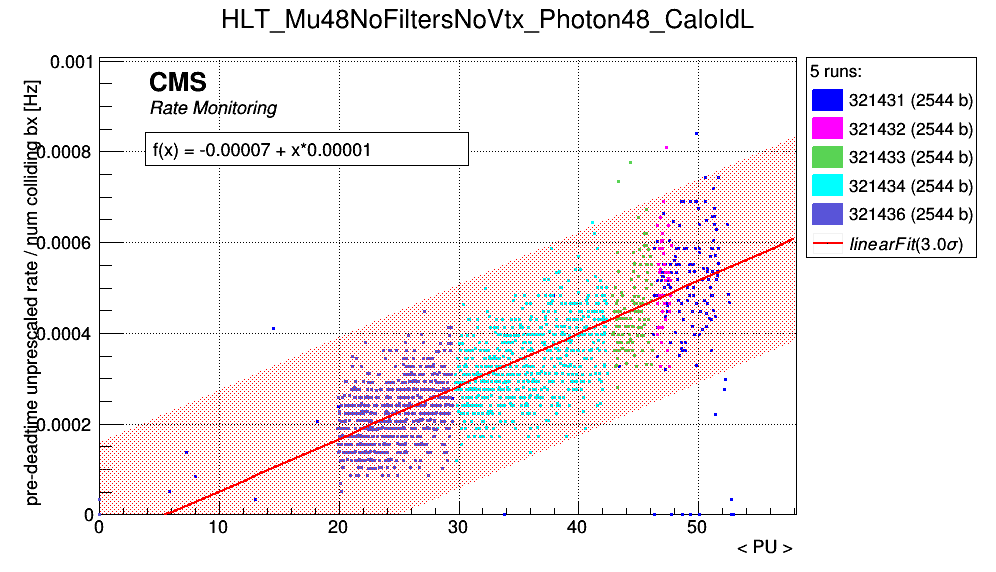 HLT_Mu48NoFiltersNoVtx_Photon48_CaloIdL
pre-deadtime unprescaled rate / num colliding bx [Hz]
0.001
0.0008
0.0006
0.0004
0.0002
0
CMS
Rate Monitoring
f(x) = -0.00007 + x*0.00001
5 runs:
321431 (2544 b)
321432 (2544 b)
321433 (2544 b)
321434 (2544 b)
321436 (2544 b)
linearFit(3.0σ)
0 10 20 30 40 50
< PU >